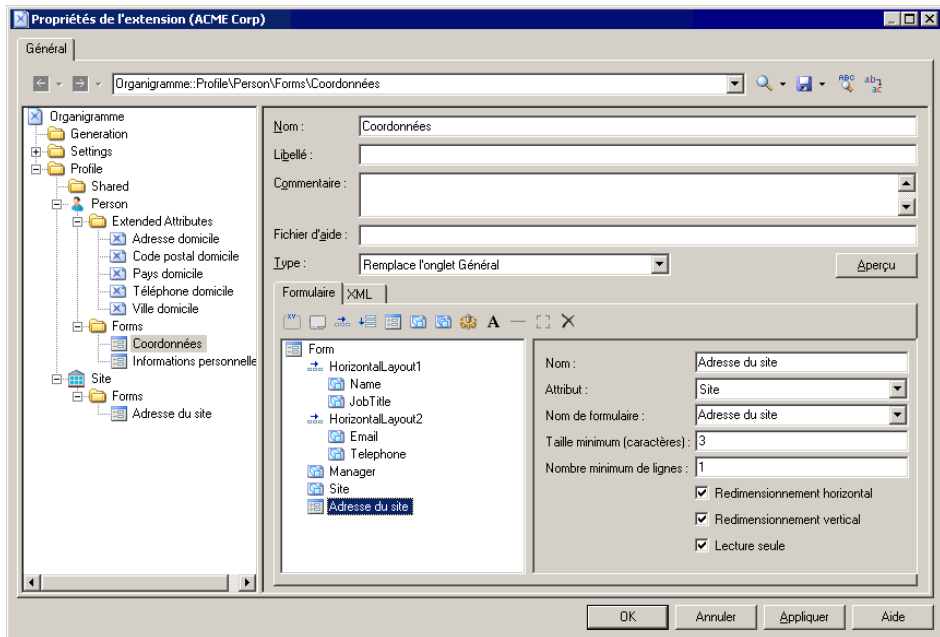 Propriétés de l'extension (ACME Corp)
Général
Organigramme::Profile\Person\Forms\Coordonnées
Organigramme
Generation
Settings
Profile
Shared
Person
Extended Attributes
Adresse domicile
Code postal domicile
Pays domicile
Téléphone domicile
Ville domicile
Forms
Coordonnées
Informations personnelle
Site
Forms
Adresse du site
Nom :
Coordonnées
Libellé :
Commentaire :
Fichier d'aide :
Type :
Remplace l'onglet Général
Aperçu
Formulaire
XML
Form
HorizontalLayout1
Name
JobTitle
HorizontalLayout2
Email
Telephone
Manager
Site
Adresse du site
Nom :
Adresse du site
Attribut :
Site
Nom de formulaire :
Adresse du site
Taille minimum (caractères) :
3
Nombre minimum de lignes :
1
Redimensionnement horizontal
Redimensionnement vertical
Lecture seule
OK
Annuler
Appliquer
Aide